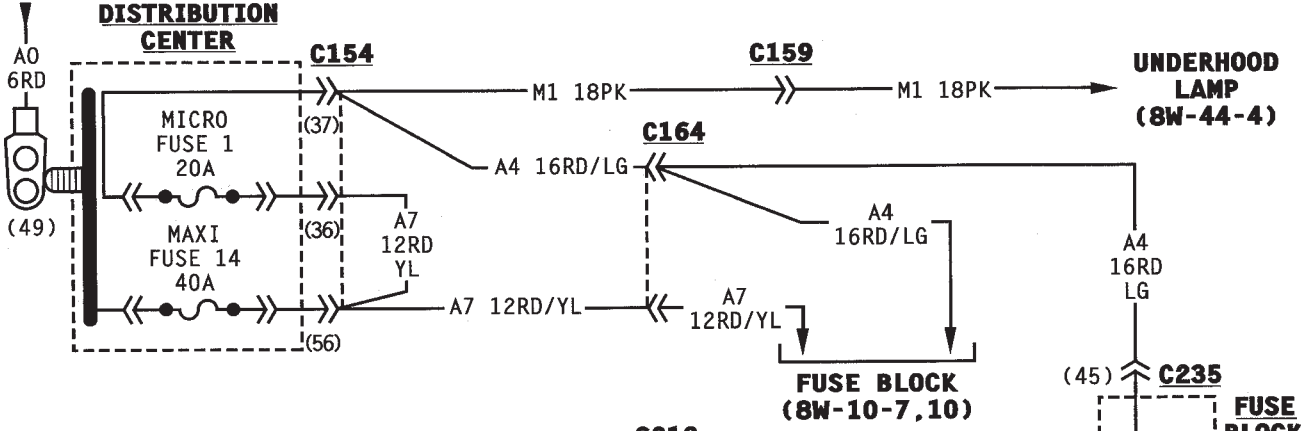 DISTRIBUTION
CENTER
A0
6RD
(49)
MICRO
FUSE 1
20A
MAXI
FUSE 14
40A
C154
(37)
(36)
(56)
M1 18PK
C159
M1 18PK
UNDERHOOD
LAMP
(8W-44-4)
C164
A4 16RD/LG
A7
12RD
YL
A7 12RD/YL
A4
16RD/LG
A7
12RD/YL
A4
16RD
LG
FUSE BLOCK
(8W-10-7,10)
(45)
C235
FUSE
BLOCK